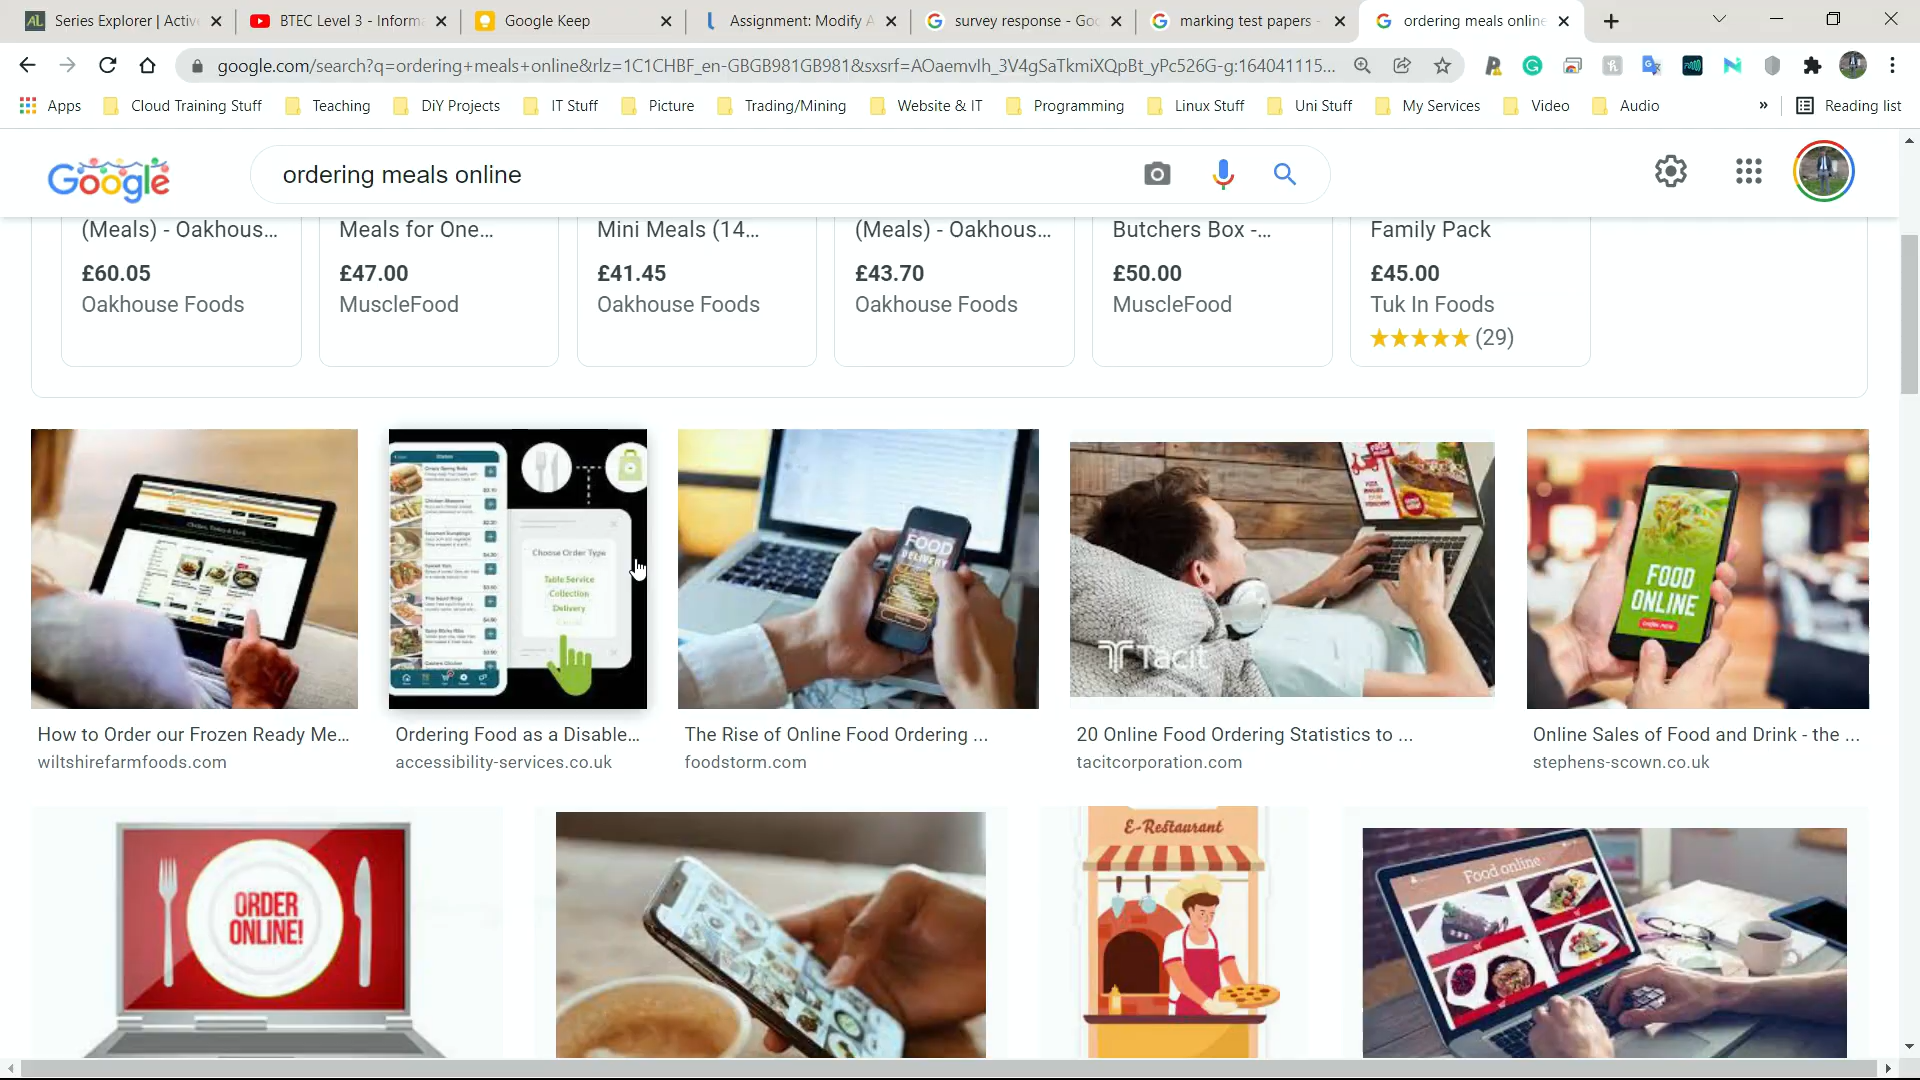 Series Explorer | Activ
BTEC Level 3 - Informa
Google Keep
Assignment: Modify A
survey response - Goo
marking test papers -
ordering meals online
google.com/search?q=ordering+meals+online&rlz=1C1CHBF_en-GBGB981GB981&sxsrf=AOaemvIh_3V4gSaTkmiXQpBt_yPc526G-g:164041115...
Apps Cloud Training Stuff Teaching DiY Projects IT Stuff Picture Trading/Mining Website & IT Programming Linux Stuff Uni Stuff My Services Video Audio » Reading list
Google ordering meals online
(Meals) - Oakhous... Meals for One... Mini Meals (14... (Meals) - Oakhous... Butchers Box -... Family Pack
£60.05 £47.00 £41.45 £43.70 £50.00 £45.00
Oakhouse Foods MuscleFood Oakhouse Foods Oakhouse Foods MuscleFood Tuk In Foods
(29)
Choose Order Type
Table Service
Collection
Delivery
FOOD
DELIVERY
Tacit
FOOD
ONLINE
How to Order our Frozen Ready Me... Ordering Food as a Disable... The Rise of Online Food Ordering ... 20 Online Food Ordering Statistics to ... Online Sales of Food and Drink - the ...
wiltshirefarmfoods.com accessibility-services.co.uk foodstorm.com tacitcorporation.com stephens-scown.co.uk
ORDER
ONLINE!
E-Restaurant
Food online